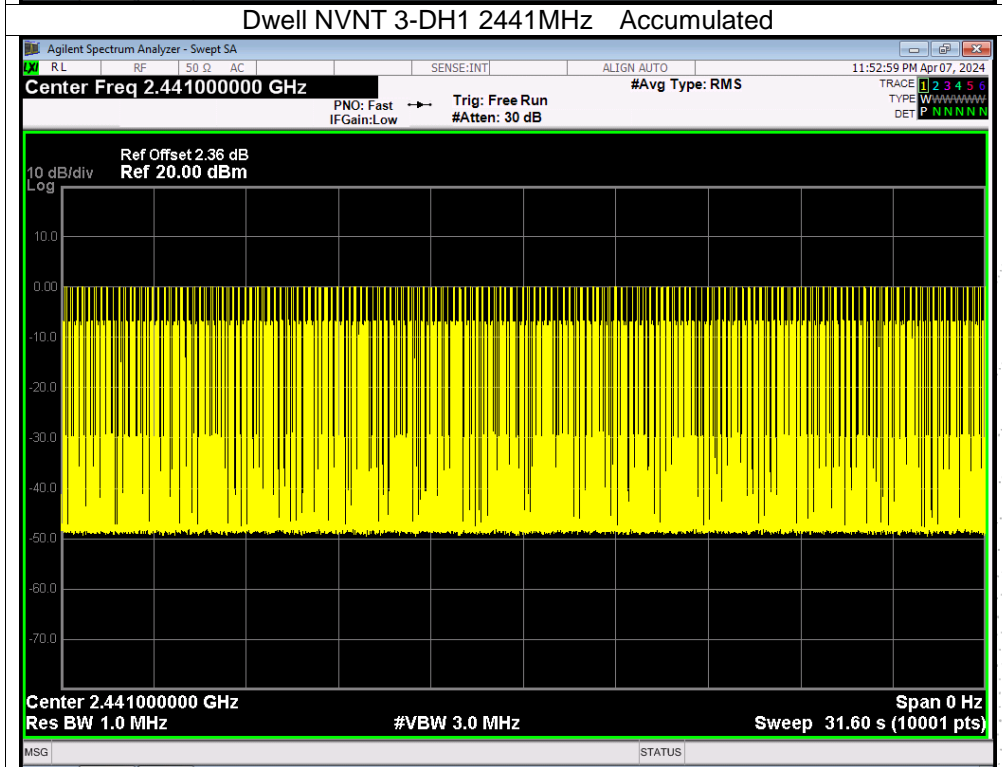 Dwell NVNT 3-DH1 2441MHz Accumulated
Agilent Spectrum Analyzer - Swept SA
LXI RL RF 50 Ω AC SENSE:INT ALIGN AUTO 11:52:59 PM Apr 07, 2024
Center Freq 2.441000000 GHz #Avg Type: RMS TRACE 1 2 3 4 5 6
PNO: Fast Trig: Free Run TYPE WWWWWW
IFGain:Low #Atten: 30 dB DET P N N N N N
Ref Offset 2.36 dB
10 dB/div Ref 20.00 dBm
Log
10.0
0.00
-10.0
-20.0
-30.0
-40.0
-50.0
-60.0
-70.0
Center 2.441000000 GHz Span 0 Hz
Res BW 1.0 MHz #VBW 3.0 MHz Sweep 31.60 s (10001 pts)
MSG STATUS